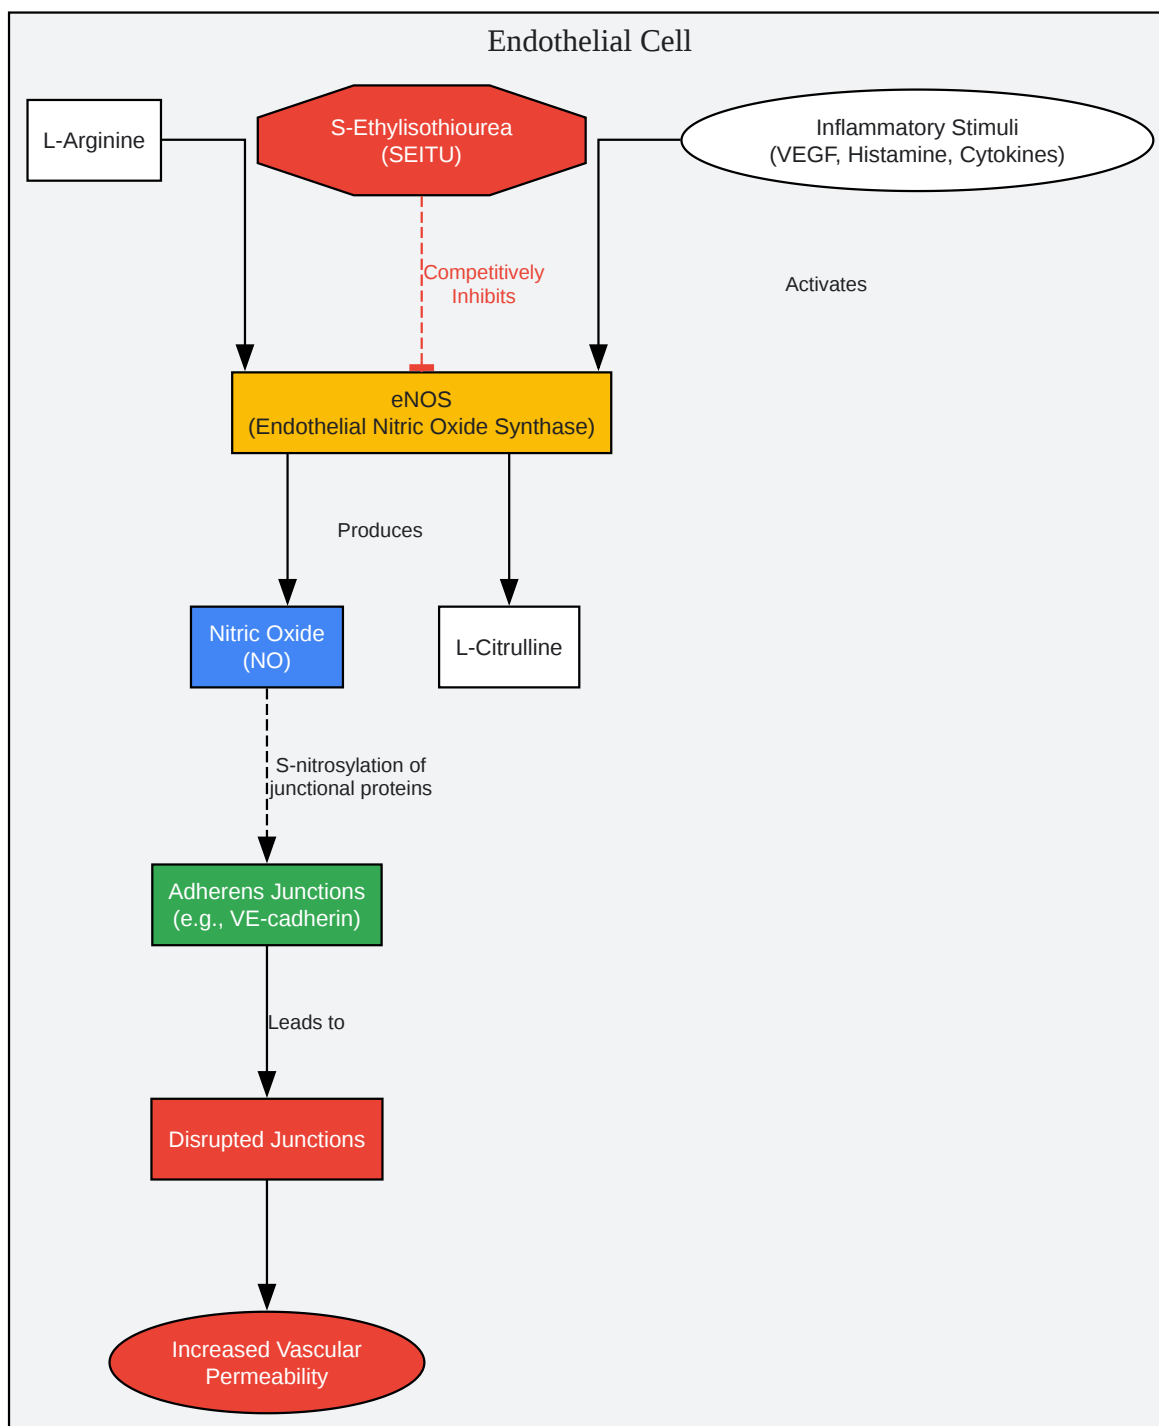 Endothelial Cell
L-Arginine
S-Ethylisothiourea
(SEITU)
Inflammatory Stimuli
(VEGF, Histamine, Cytokines)
Competitively
Inhibits
Activates
eNOS
(Endothelial Nitric Oxide Synthase)
Produces
Nitric Oxide
(NO)
L-Citrulline
S-nitrosylation of
junctional proteins
Adherens Junctions
(e.g., VE-cadherin)
Leads to
Disrupted Junctions
Increased Vascular
Permeability